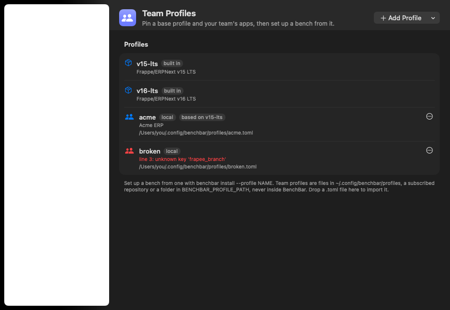 Team Profiles
Pin a base profile and your team's apps, then set up a bench from it.
+ Add Profile
Profiles
v15-lts built in
Frappe/ERPNext v15 LTS
v16-lts built in
Frappe/ERPNext v16 LTS
acme local based on v15-lts
Acme ERP
/Users/you/.config/benchbar/profiles/acme.toml
broken local
line 3: unknown key 'frapee_branch'
/Users/you/.config/benchbar/profiles/broken.toml
Set up a bench from one with benchbar install --profile NAME. Team profiles are files in ~/.config/benchbar/profiles, a subscribed
repository or a folder in BENCHBAR_PROFILE_PATH, never inside BenchBar. Drop a .toml file here to import it.